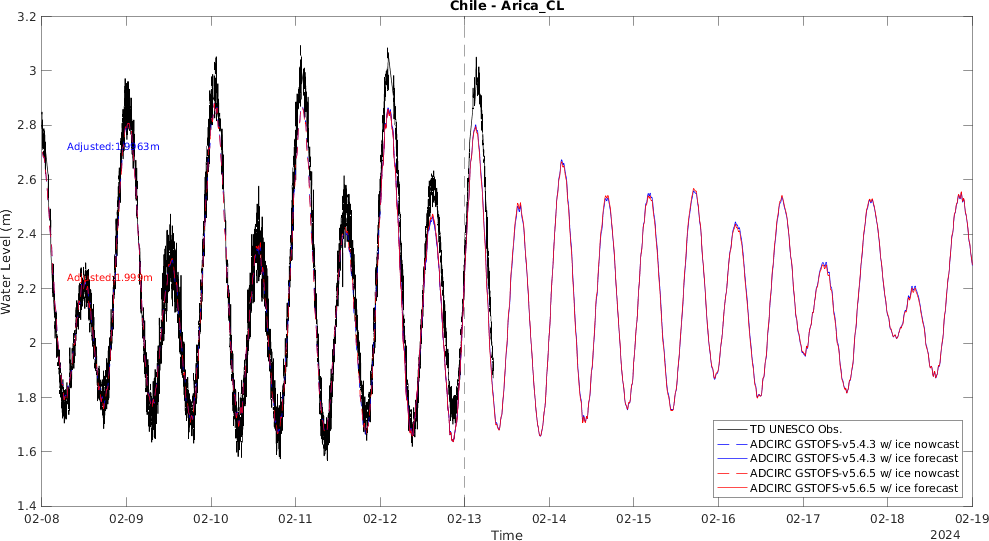 Chile - Arica_CL
3.2
3
2.8
2.6
2.4
2.2
2
1.8
1.6
1.4
Water Level (m)
Adjusted:1.9963m
Adjusted:1.999m
TD UNESCO Obs.
ADCIRC GSTOFS-v5.4.3 w/ ice nowcast
ADCIRC GSTOFS-v5.4.3 w/ ice forecast
ADCIRC GSTOFS-v5.6.5 w/ ice nowcast
ADCIRC GSTOFS-v5.6.5 w/ ice forecast
02-08 02-09 02-10 02-11 02-12 02-13 02-14 02-15 02-16 02-17 02-18 02-19
Time
2024